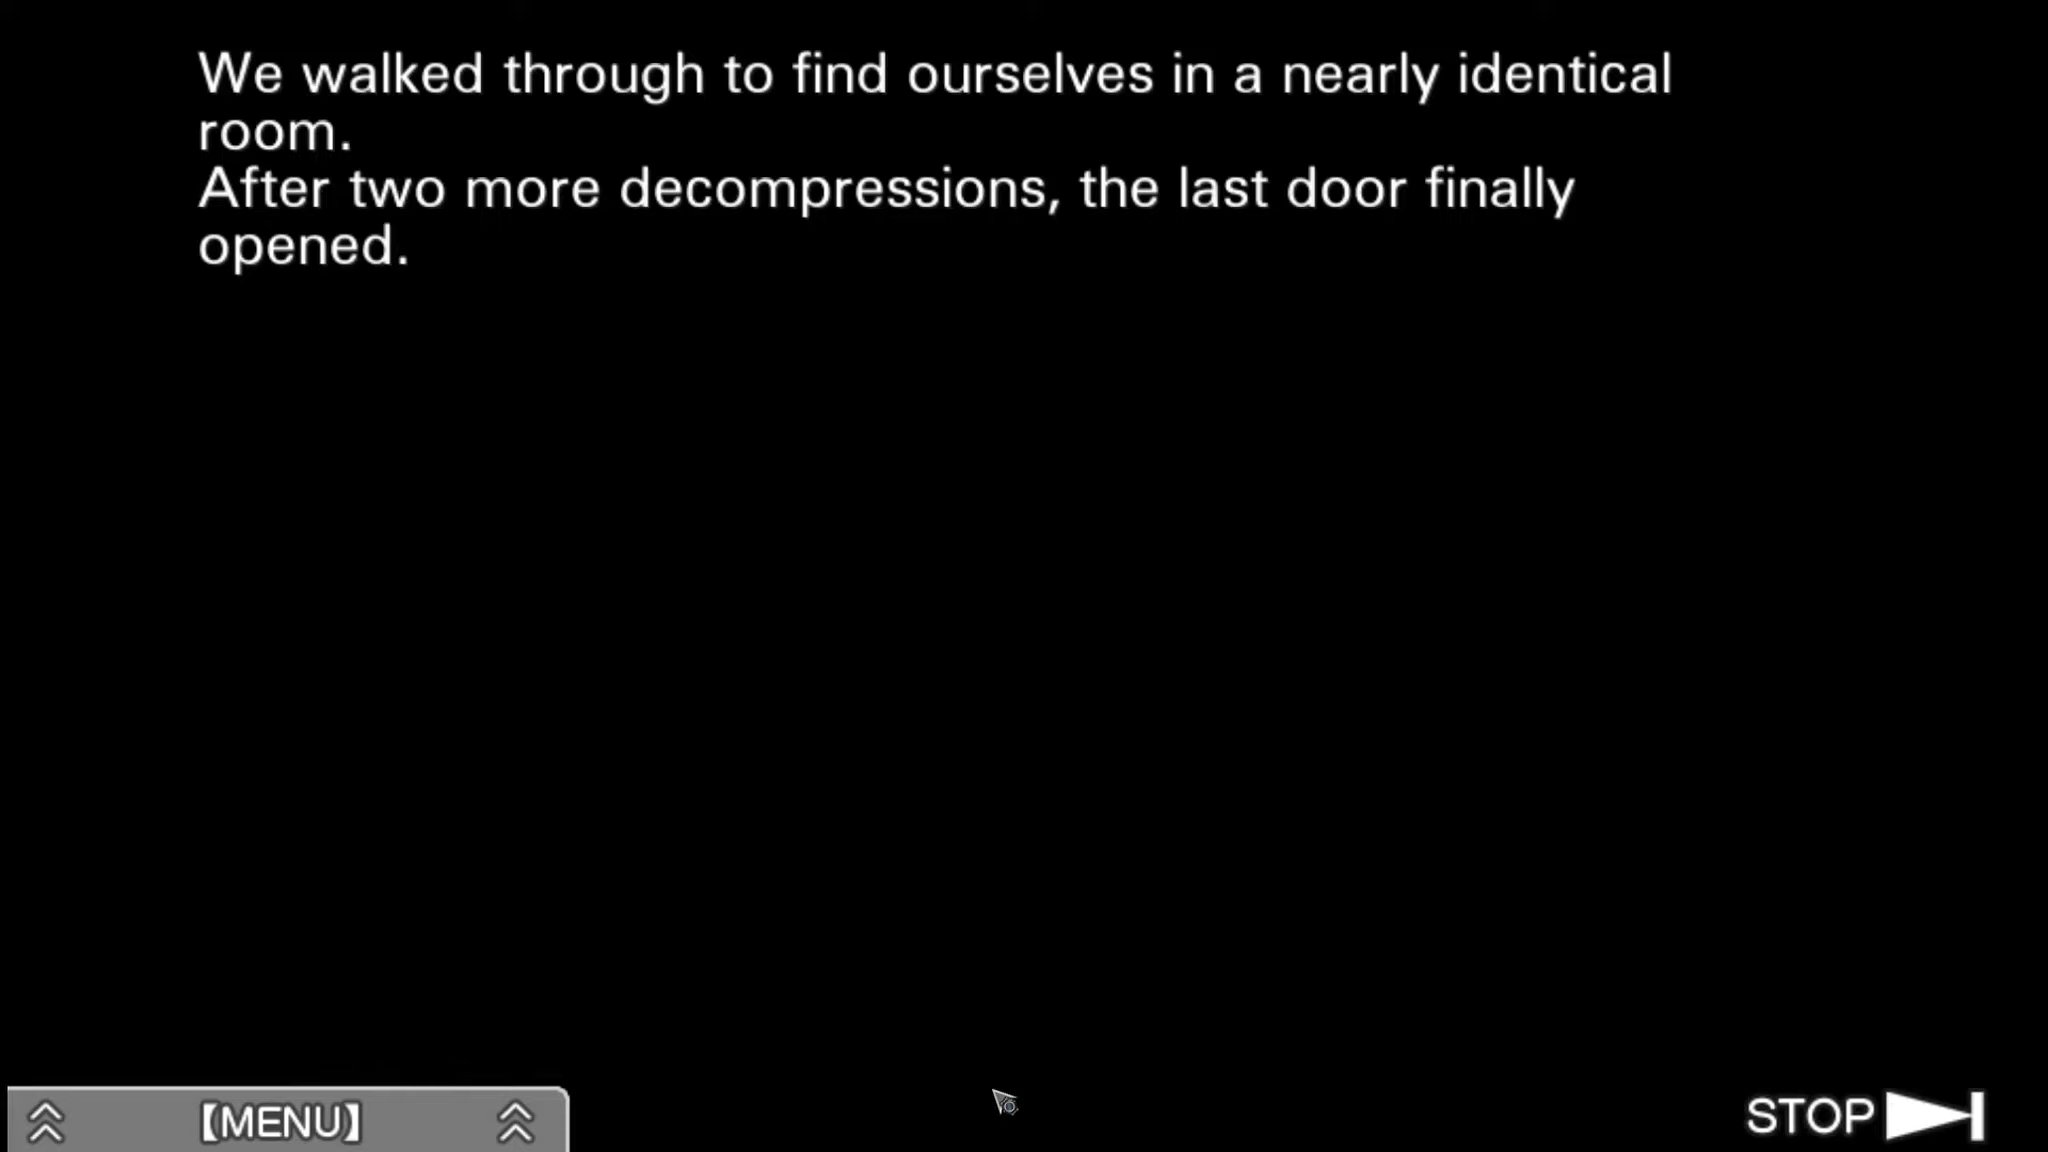 We walked through to find ourselves in a nearly identical
room.
After two more decompressions, the last door finally
opened.
【MENU】
STOP